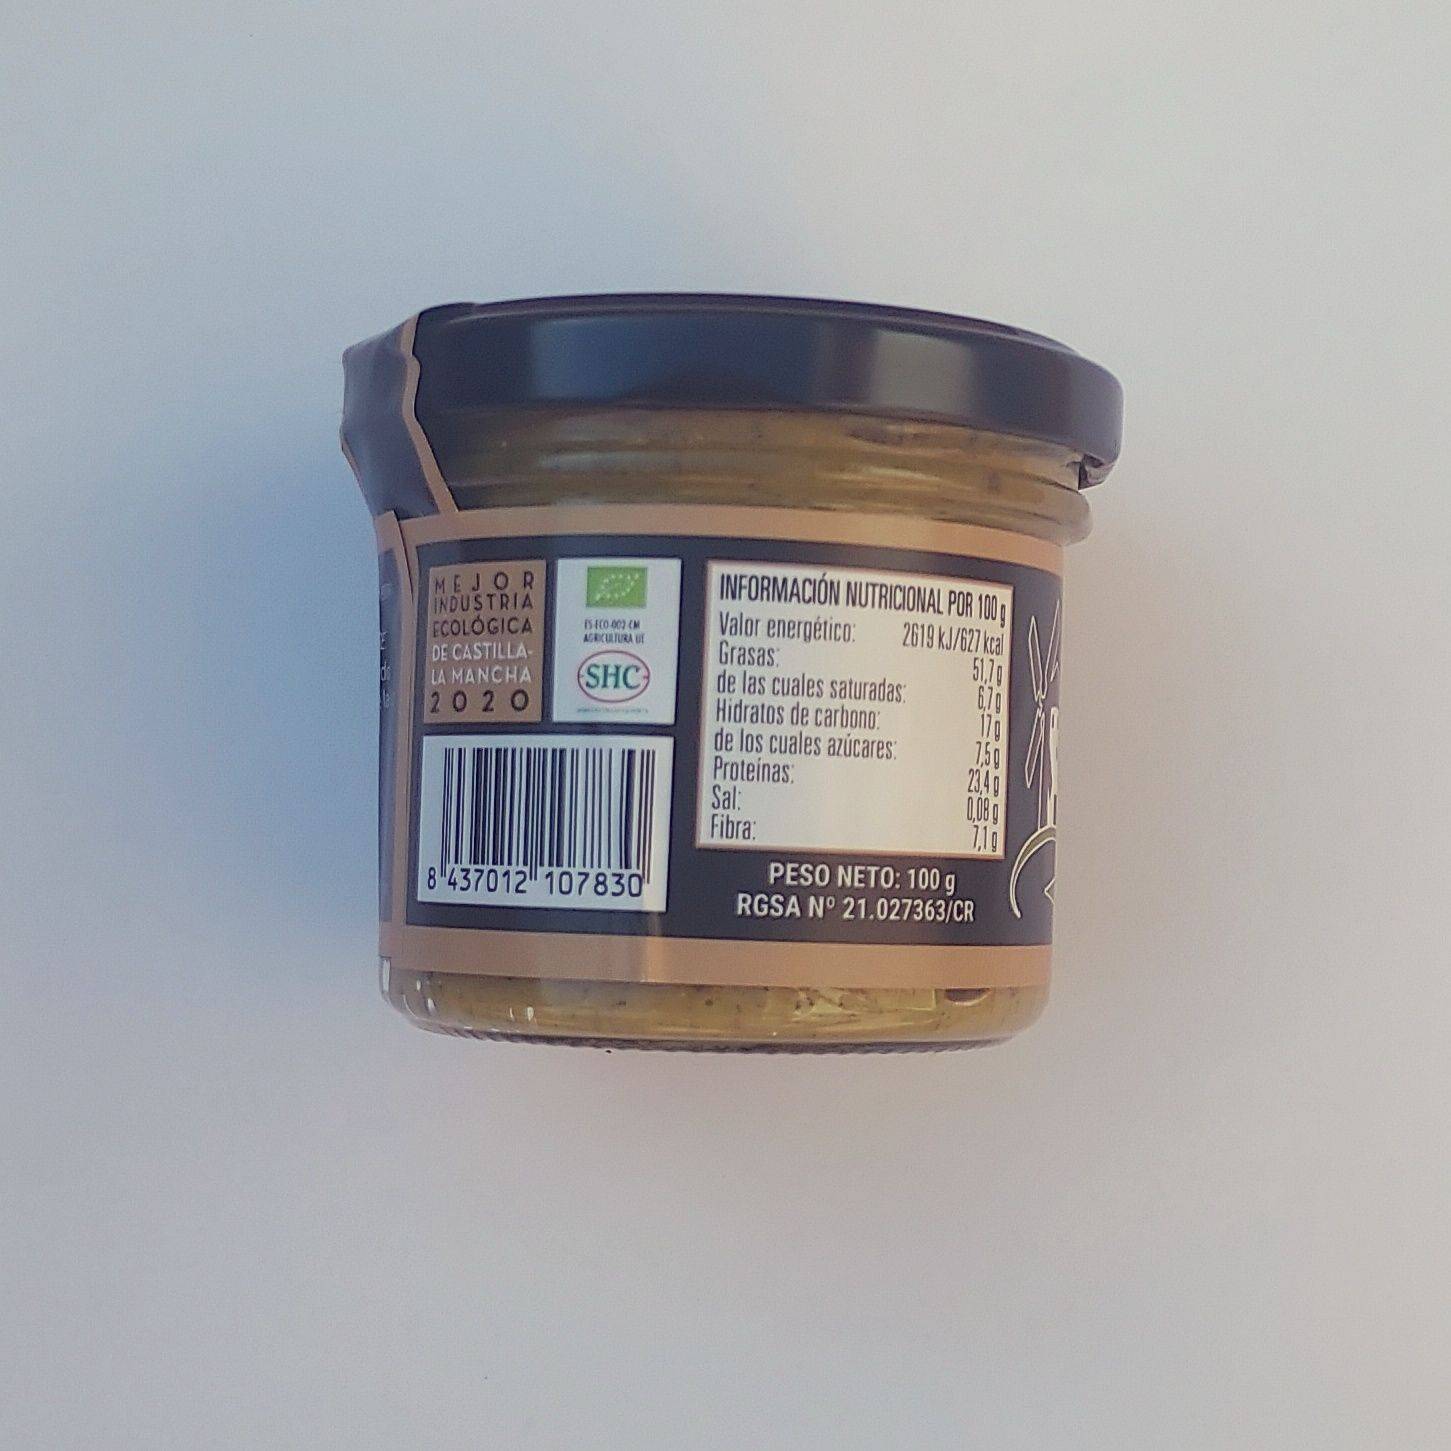 MEJOR
INDUSTRIA
ECOLÓGICA
DE CASTILLA-
LA MANCHA
2020
ES-ECO-002-CM
AGRICULTURA UE
SHC
8 437012 107830
INFORMACIÓN NUTRICIONAL POR 100 g
Valor energético: 2619 kJ/627 kcal
Grasas: 51,7 g
de las cuales saturadas: 6,7 g
Hidratos de carbono: 17 g
de los cuales azúcares: 7,5 g
Proteínas: 23,4 g
Sal: 0,08 g
Fibra: 7,1 g
PESO NETO: 100 g
RGSA Nº 21.027363/CR